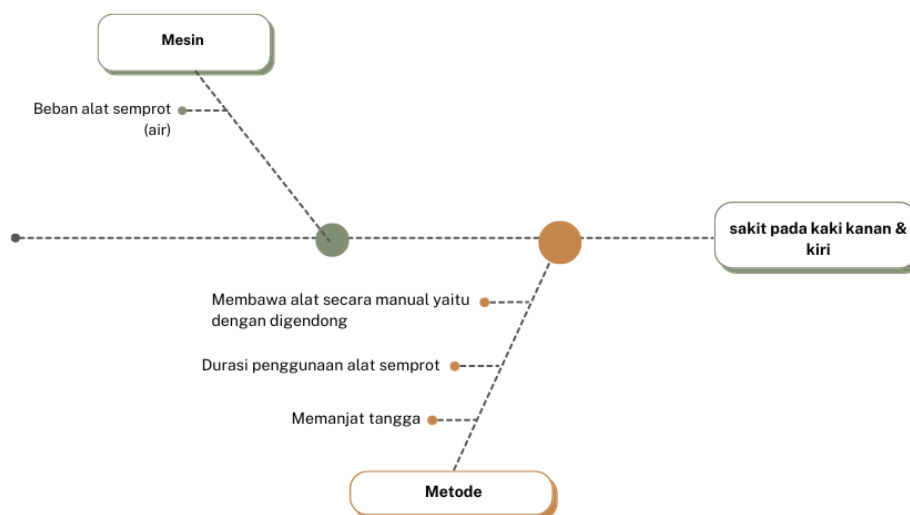 Mesin
Beban alat semprot
(air)
sakit pada kaki kanan &
kiri
Membawa alat secara manual yaitu
dengan digendong
Durasi penggunaan alat semprot
Memanjat tangga
Metode